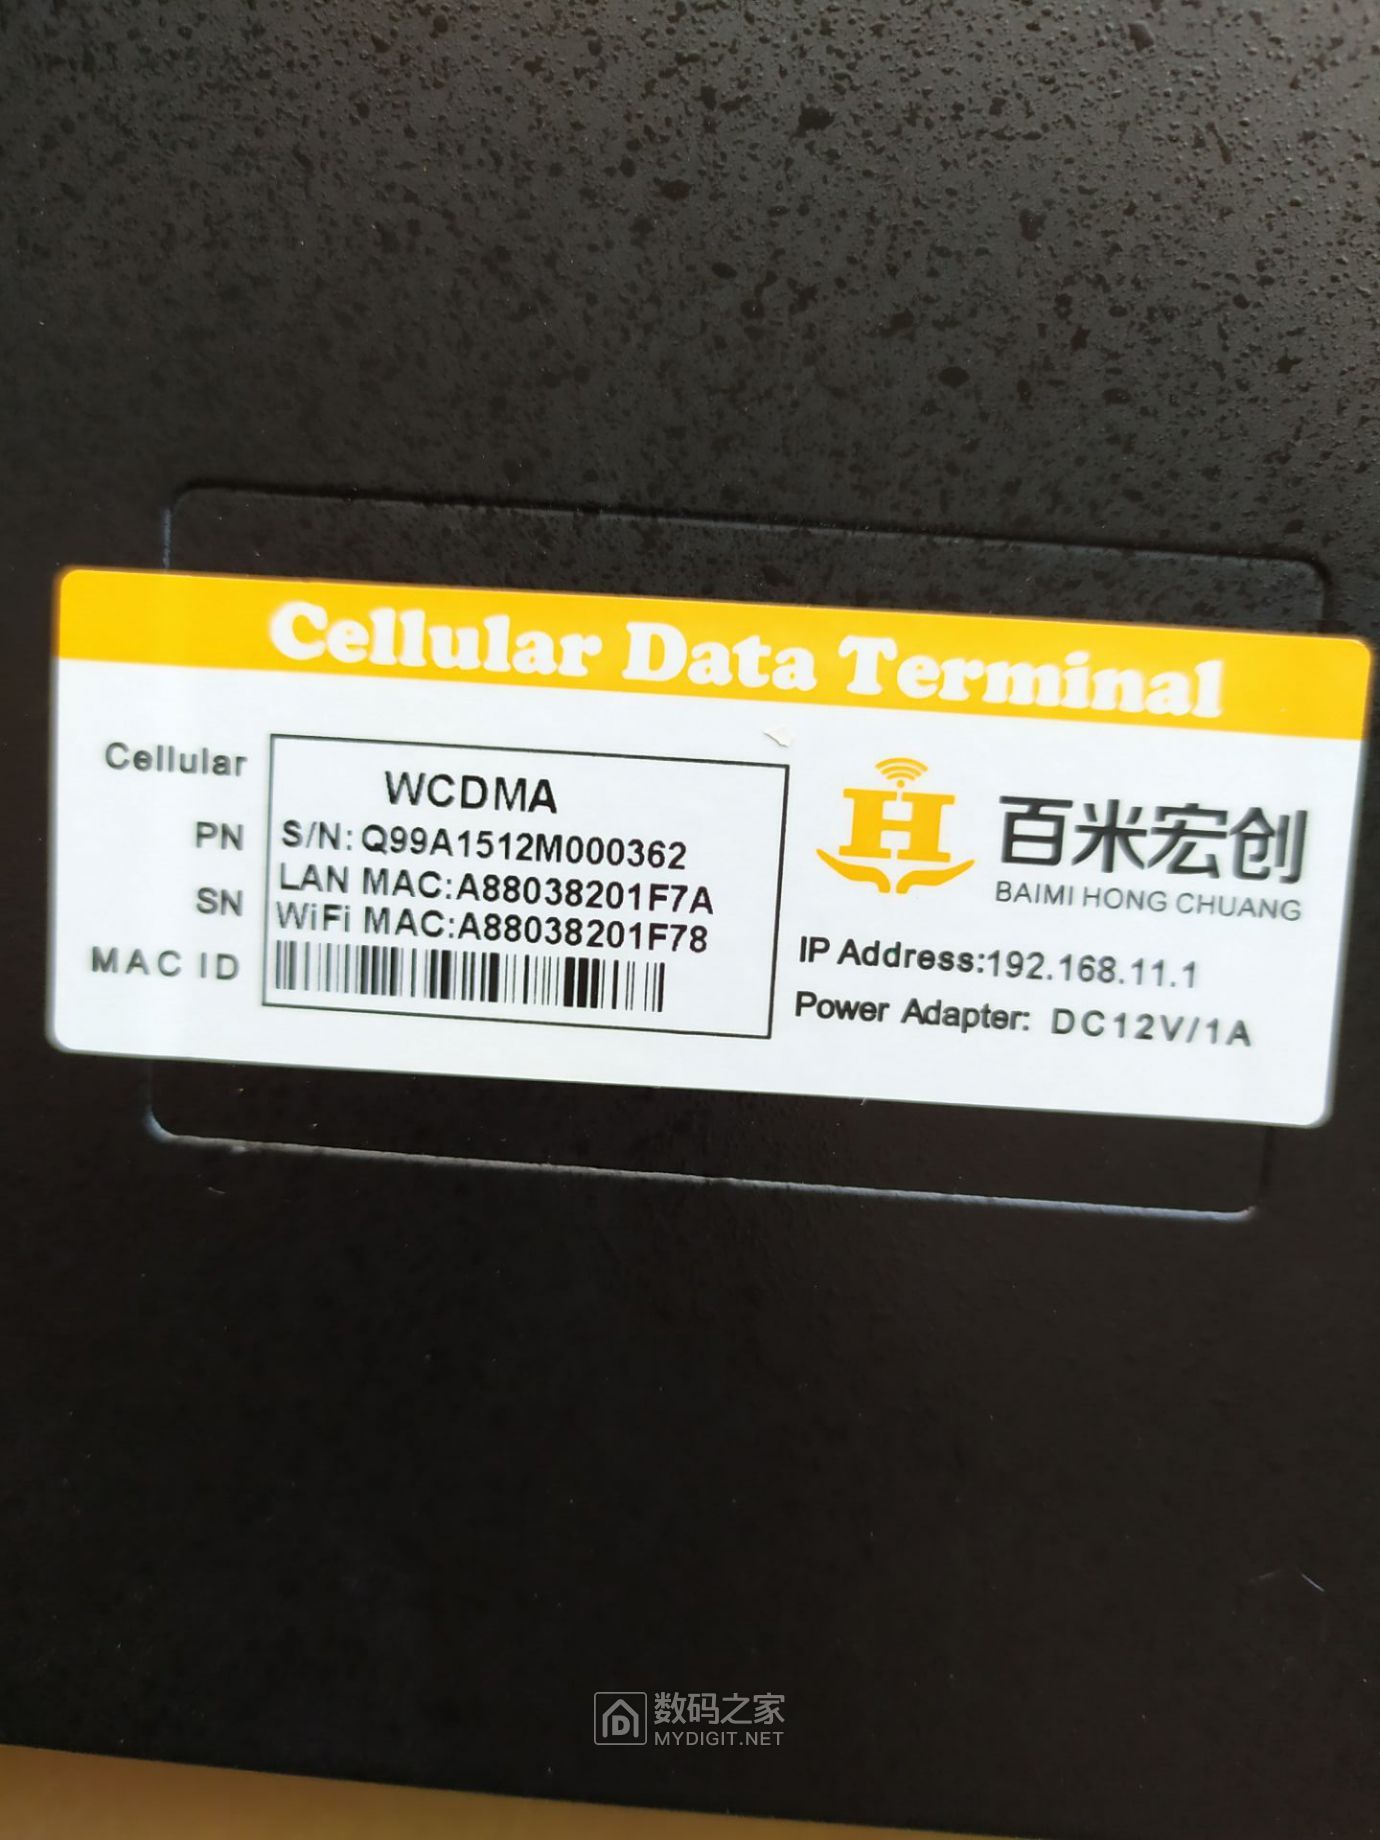 Cellular Data Terminal
Cellular
PN
SN
MAC ID
WCDMA
S/N: Q99A1512M000362
LAN MAC:A88038201F7A
WiFi MAC:A88038201F78
H
百米宏创
BAIMI HONG CHUANG
IP Address:192.168.11.1
Power Adapter: DC12V/1A
数码之家
MYDIGIT.NET